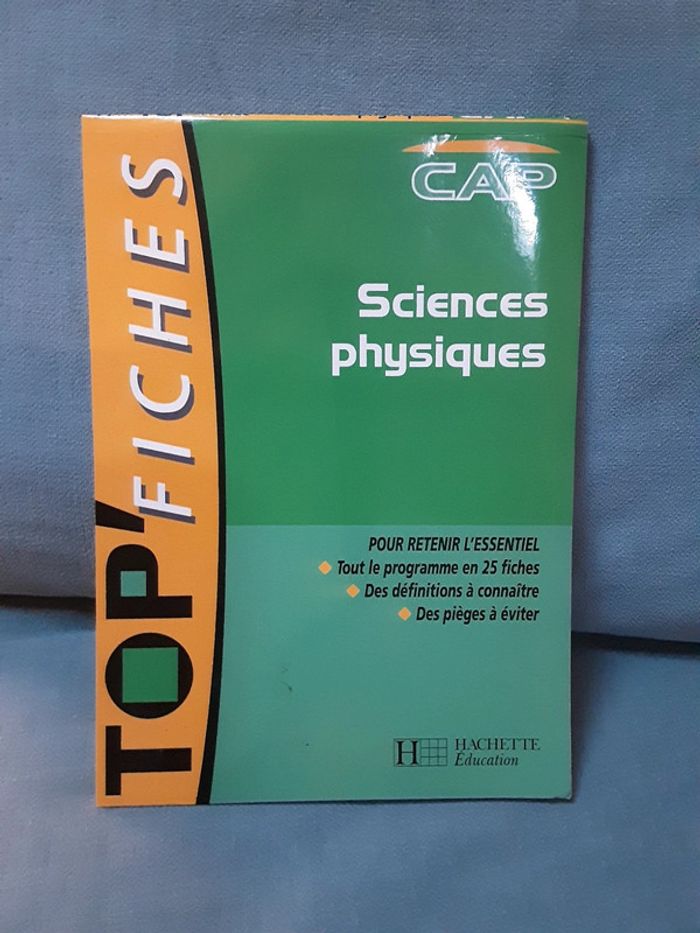 TOP' FICHES
CAP
Sciences
physiques
POUR RETENIR L'ESSENTIEL
Tout le programme en 25 fiches
Des définitions à connaître
Des pièges à éviter
H HACHETTE
Éducation